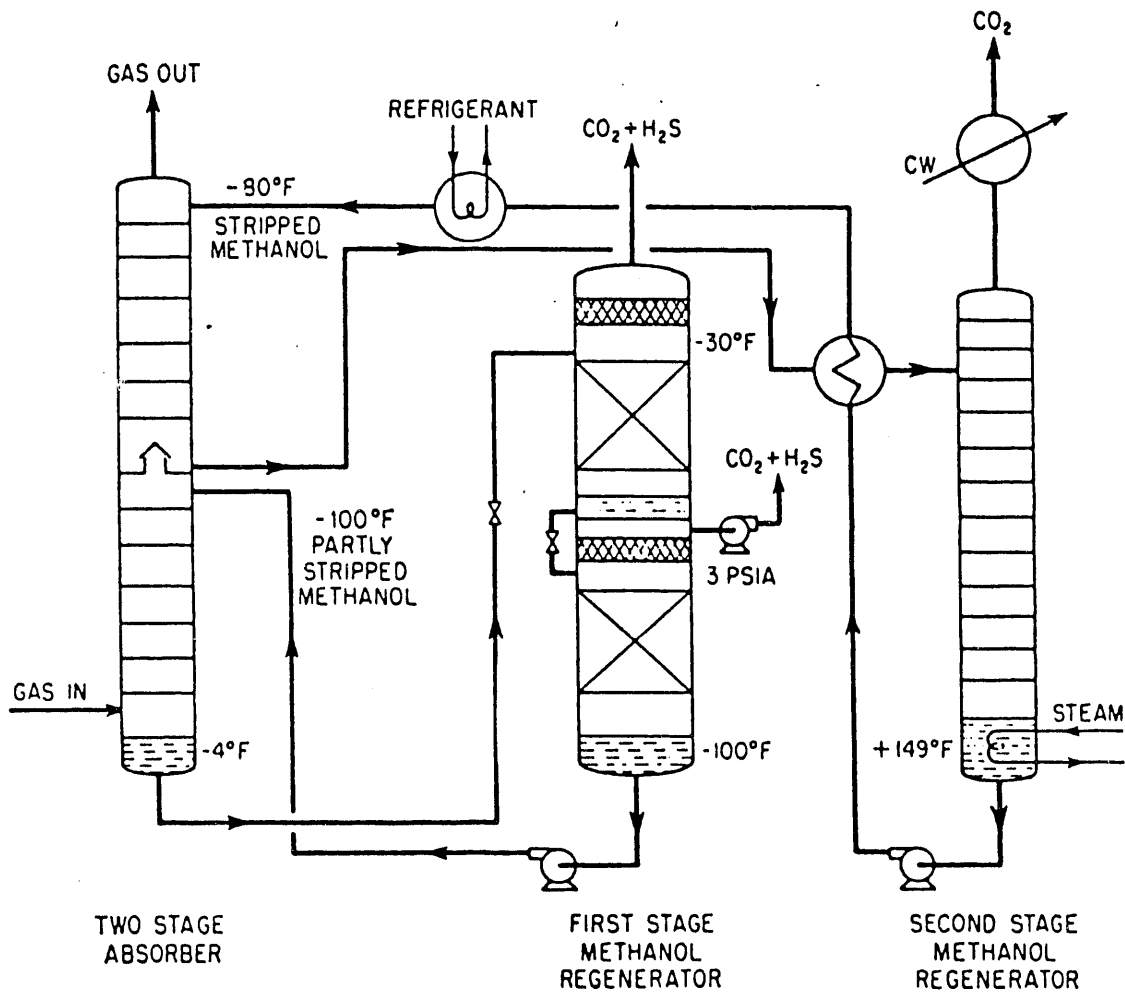 CO₂
GAS OUT
REFRIGERANT
CO₂ + H₂S
CW
-80°F
STRIPPED
METHANOL
-30°F
CO₂ + H₂S
-100°F
PARTLY
STRIPPED
METHANOL
3 PSIA
GAS IN
STEAM
-4°F
-100°F
+149°F
TWO STAGE
ABSORBER
FIRST STAGE
METHANOL
REGENERATOR
SECOND STAGE
METHANOL
REGENERATOR